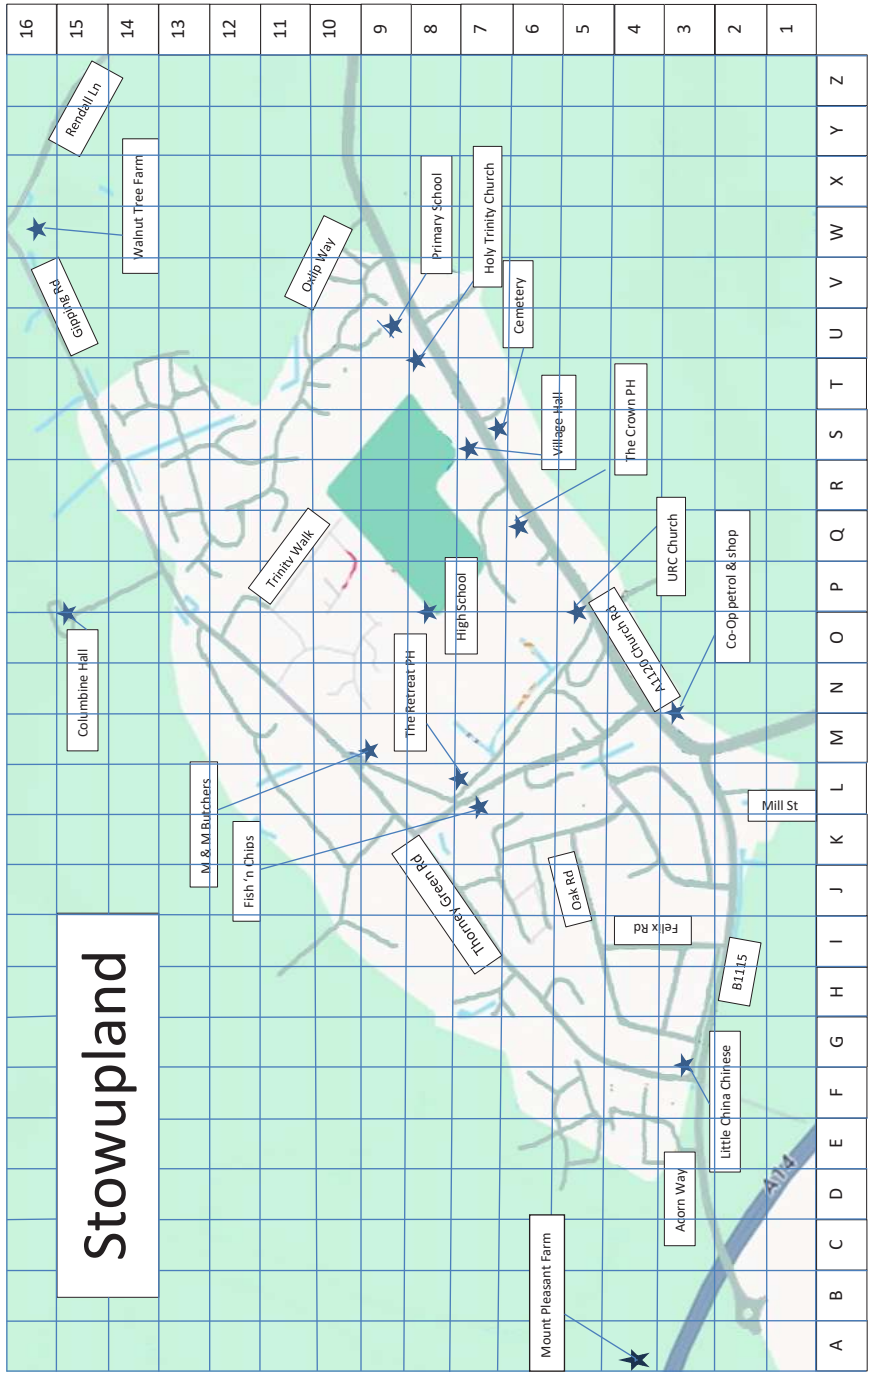 Stowupland
16
15
14
13
12
11
10
9
8
7
6
5
4
3
2
1
A
B
C
D
E
F
G
H
I
J
K
L
M
N
O
P
Q
R
S
T
U
V
W
X
Y
Z
Rendall Ln
Walnut Tree Farm
Gipping Rd
Oxlip Way
Primary School
Holy Trinity Church
Cemetery
Village Hall
The Crown PH
Trinity Walk
URC Church
Co-Op petrol & shop
High School
A1120 Church Rd
Columbine Hall
The Retreat PH
M & M Butchers
Fish 'n Chips
Mill St
Thorney Green Rd
Oak Rd
Felix Rd
B1115
Little China Chinese
Acorn Way
A14
Mount Pleasant Farm